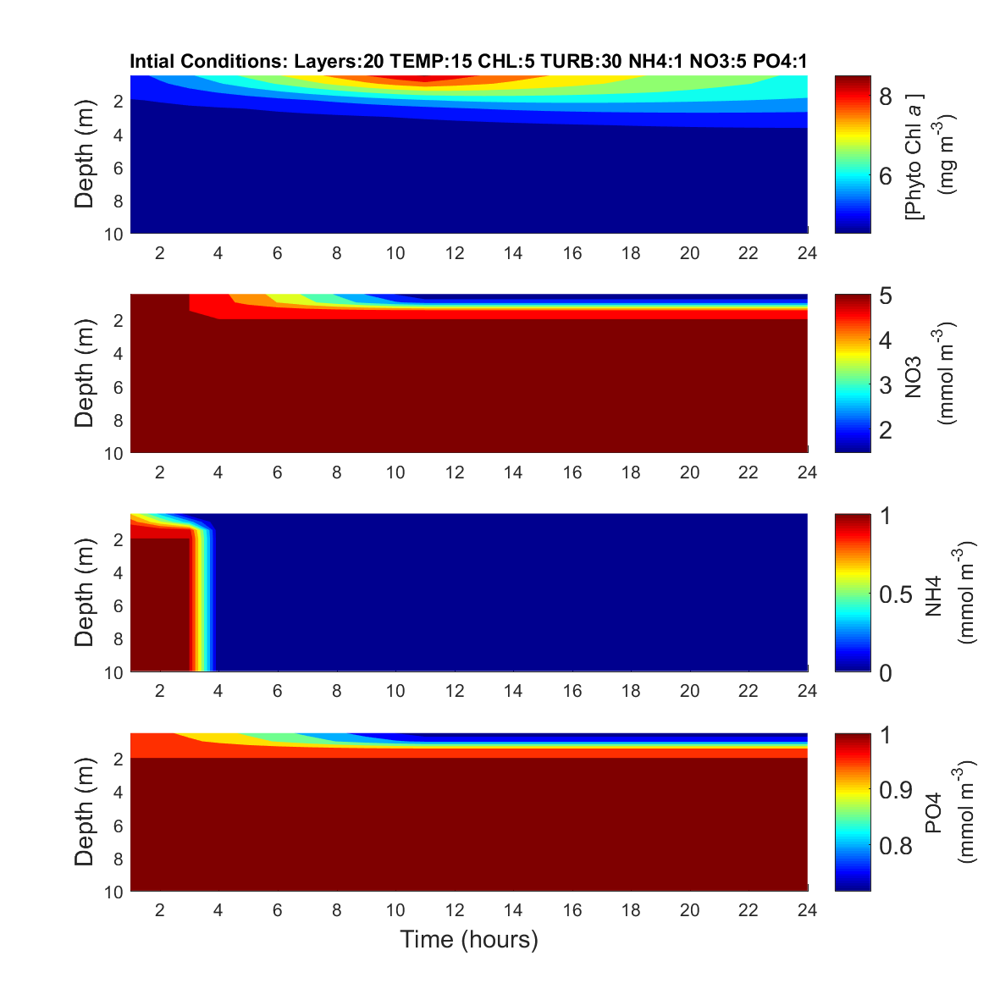 Intial Conditions: Layers:20 TEMP:15 CHL:5 TURB:30 NH4:1 NO3:5 PO4:1
Depth (m)
2
4
6
8
10
2 4 6 8 10 12 14 16 18 20 22 24
8
6
[Phyto Chl a ]
(mg m-3)
Depth (m)
2
4
6
8
10
2 4 6 8 10 12 14 16 18 20 22 24
5
4
3
2
NO3
(mmol m-3)
Depth (m)
2
4
6
8
10
2 4 6 8 10 12 14 16 18 20 22 24
1
0.5
0
NH4
(mmol m-3)
Depth (m)
2
4
6
8
10
2 4 6 8 10 12 14 16 18 20 22 24
Time (hours)
1
0.9
0.8
PO4
(mmol m-3)